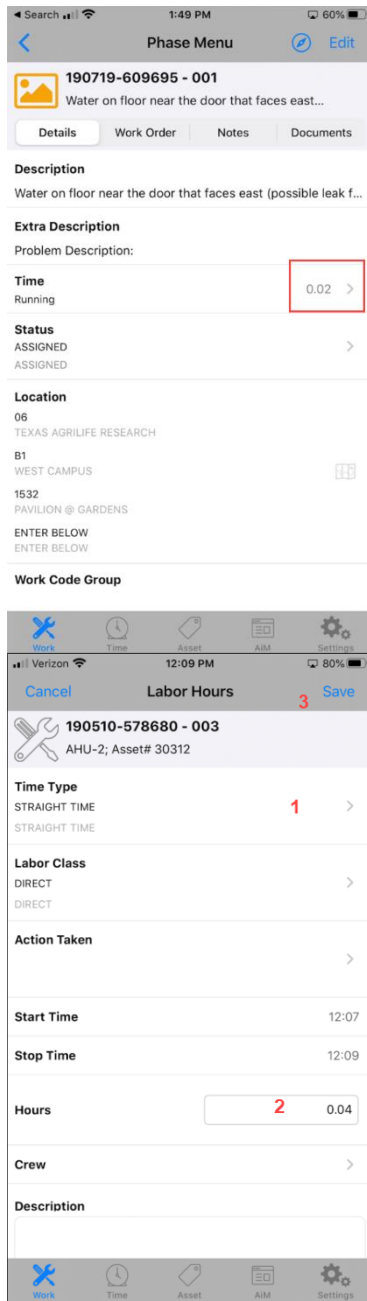 Search 1:49 PM 60%
Phase Menu Edit
190719-609695 - 001
Water on floor near the door that faces east...
Details Work Order Notes Documents
Description
Water on floor near the door that faces east (possible leak f...
Extra Description
Problem Description:
Time
Running
0.02
Status
ASSIGNED
ASSIGNED
Location
06
TEXAS AGRILIFE RESEARCH
B1
WEST CAMPUS
1532
PAVILION @ GARDENS
ENTER BELOW
ENTER BELOW
Work Code Group
Work Time Asset AiM Settings
Verizon 12:09 PM 80%
Cancel Labor Hours 3 Save
190510-578680 - 003
AHU-2; Asset# 30312
Time Type
STRAIGHT TIME 1
STRAIGHT TIME
Labor Class
DIRECT
DIRECT
Action Taken
Start Time 12:07
Stop Time 12:09
Hours 2 0.04
Crew
Description
Work Time Asset AiM Settings